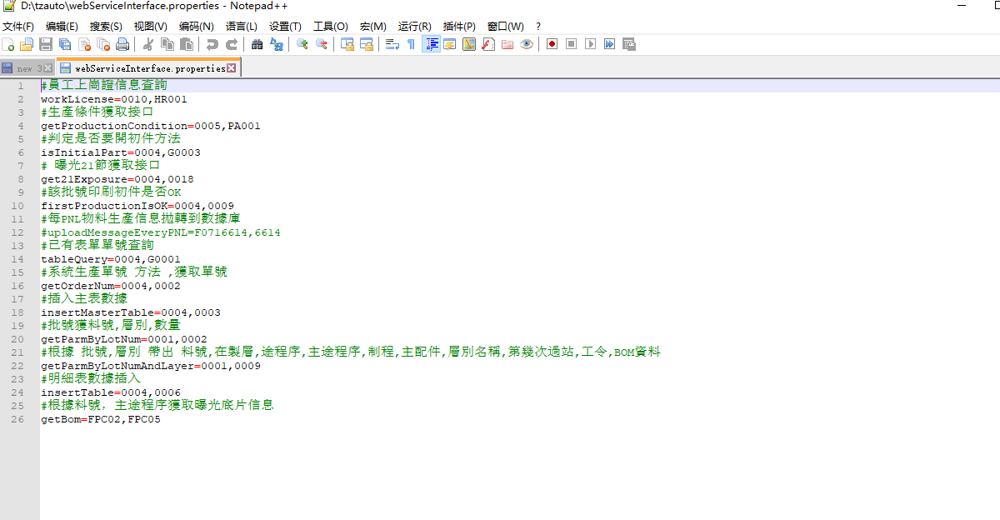 D:\tzauto\webServiceInterface.properties - Notepad++
文件(F) 编辑(E) 搜索(S) 视图(V) 编码(N) 语言(L) 设置(T) 工具(O) 宏(M) 运行(R) 插件(P) 窗口(W) ?
new 3 webServiceInterface.properties
1 #員工上崗證信息查詢
2 workLicense=0010,HR001
3 #生產條件獲取接口
4 getProductionCondition=0005,PA001
5 #判定是否要開初件方法
6 isInitialPart=0004,G0003
7 # 曝光21節獲取接口
8 get21Exposure=0004,0018
9 #該批號印刷初件是否OK
10 firstProductionIsOK=0004,0009
11 #每PNL物料生產信息拋轉到數據庫
12 #uploadMessageEveryPNL=F0716614,6614
13 #已有表單單號查詢
14 tableQuery=0004,G0001
15 #系統生產單號 方法 ,獲取單號
16 getOrderNum=0004,0002
17 #插入主表數據
18 insertMasterTable=0004,0003
19 #批號獲料號,層別,數量
20 getParmByLotNum=0001,0002
21 #根據 批號,層別 帶出 料號,在製層,途程序,主途程序,制程,主配件,層別名稱,第幾次過站,工令,BOM資料
22 getParmByLotNumAndLayer=0001,0009
23 #明細表數據插入
24 insertTable=0004,0006
25 #根據料號，主途程序獲取曝光底片信息
26 getBom=FPC02,FPC05